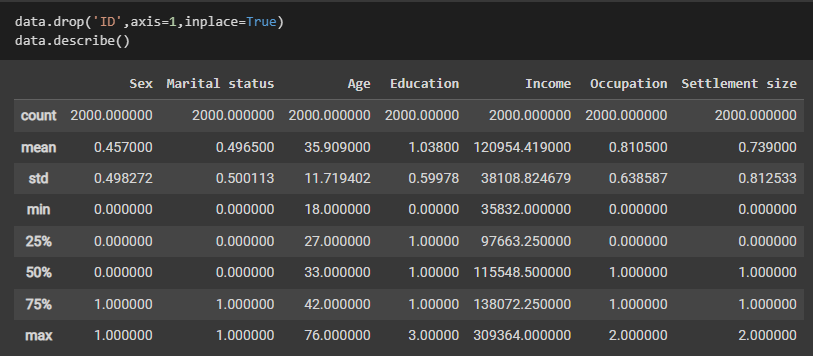 data.drop('ID',axis=1,inplace=True)
data.describe()
Sex Marital status Age Education Income Occupation Settlement size
count 2000.000000 2000.000000 2000.000000 2000.00000 2000.000000 2000.000000 2000.000000
mean 0.457000 0.496500 35.909000 1.03800 120954.419000 0.810500 0.739000
std 0.498272 0.500113 11.719402 0.59978 38108.824679 0.638587 0.812533
min 0.000000 0.000000 18.000000 0.00000 35832.000000 0.000000 0.000000
25% 0.000000 0.000000 27.000000 1.00000 97663.250000 0.000000 0.000000
50% 0.000000 0.000000 33.000000 1.00000 115548.500000 1.000000 1.000000
75% 1.000000 1.000000 42.000000 1.00000 138072.250000 1.000000 1.000000
max 1.000000 1.000000 76.000000 3.00000 309364.000000 2.000000 2.000000